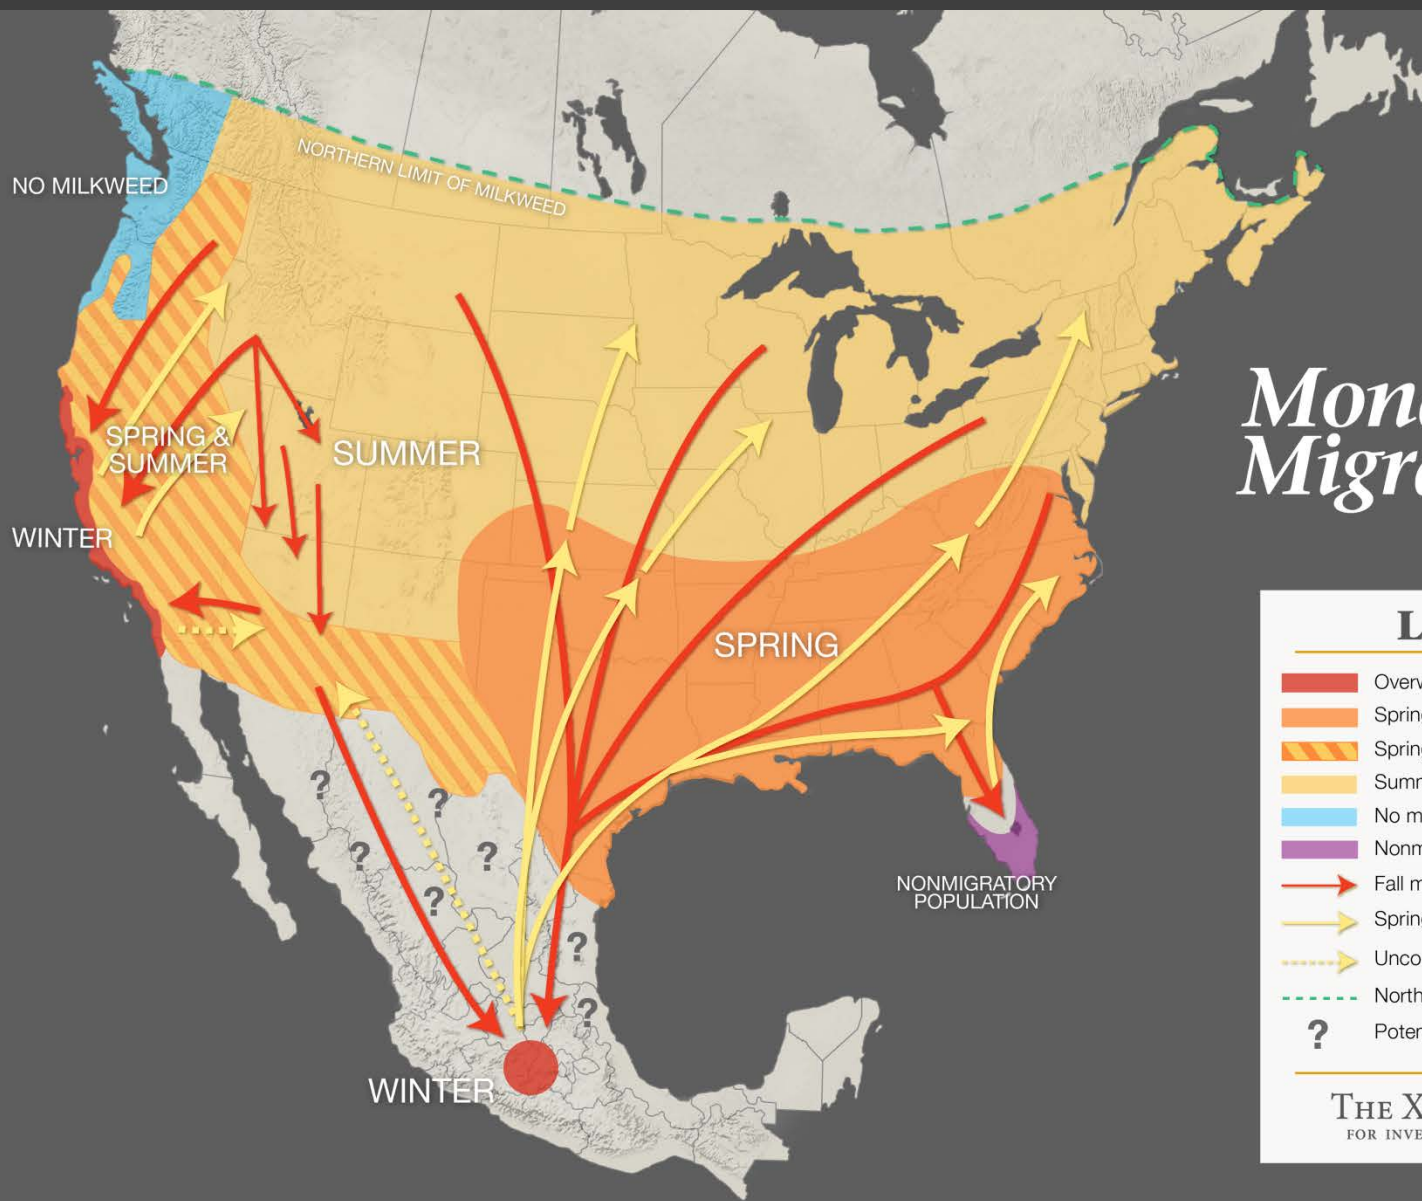 NORTHERN LIMIT OF MILKWEED
NO MILKWEED
Mon
Migr
SPRING &
SUMMER
SUMMER
WINTER
SPRING
L
Overw
Spring
Spring
Summ
No m
Nonm
Fall m
Spring
Unco
North
?
Poten
?
?
?
?
?
?
?
NONMIGRATORY
POPULATION
WINTER
THE X
FOR INVE